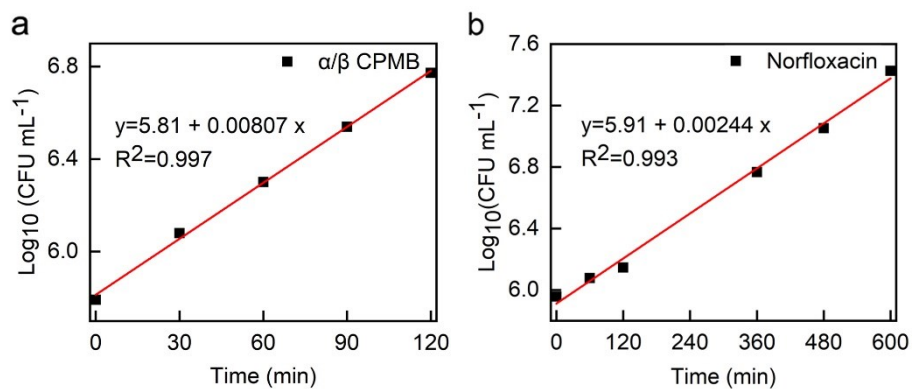 a
α/β CPMB
y=5.81 + 0.00807 x
R²=0.997
6.8
6.4
6.0
Log10 (CFU mL⁻¹)
0 30 60 90 120
Time (min)
b
Norfloxacin
y=5.91 + 0.00244 x
R²=0.993
7.6
7.2
6.8
6.4
6.0
Log10(CFU mL⁻¹)
0 120 240 360 480 600
Time (min)